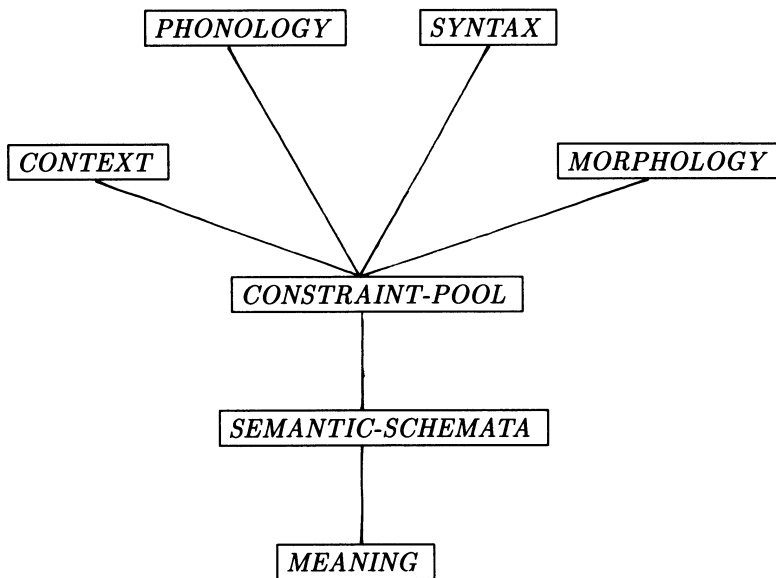 PHONOLOGY
SYNTAX
CONTEXT
MORPHOLOGY
CONSTRAINT-POOL
SEMANTIC-SCHEMATA
MEANING